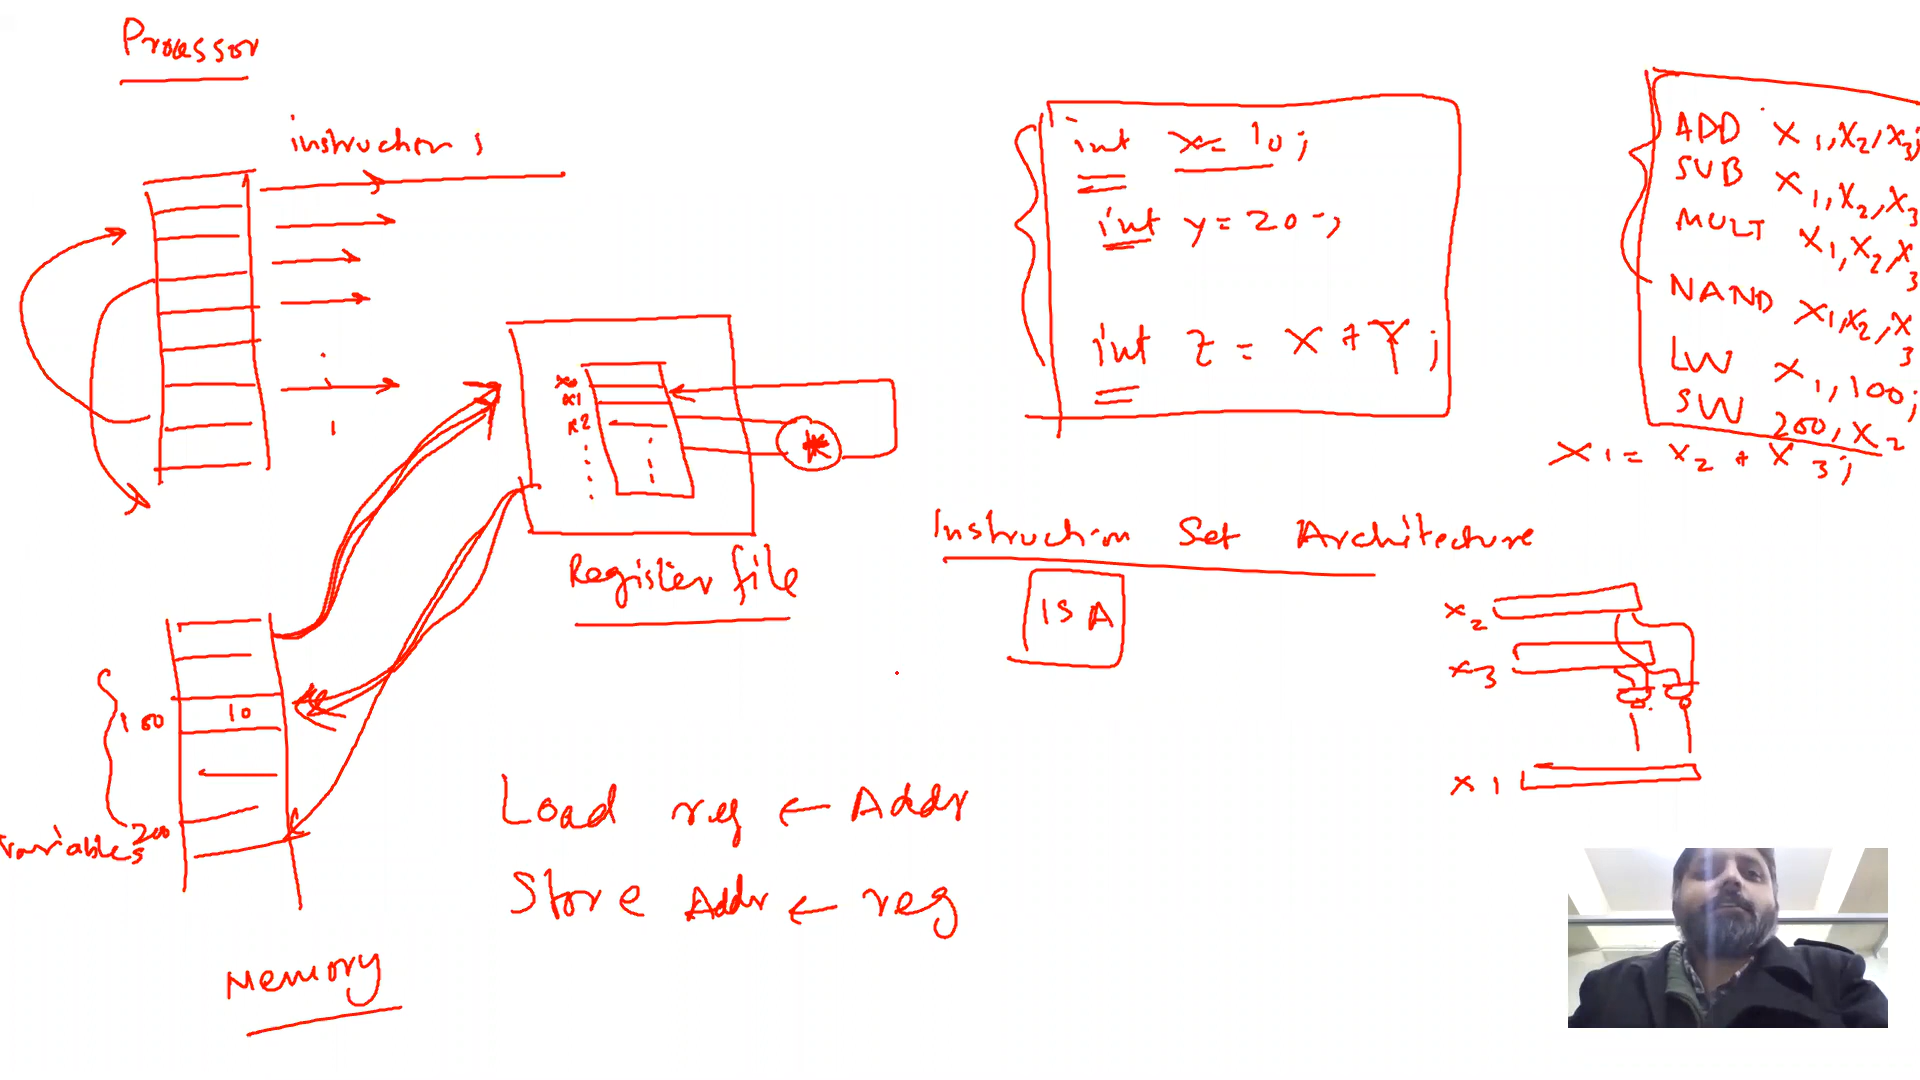 Processor
instructions
int x = 10;
int y = 20;
int z = X + Y;
ADD X1, X2, X3;
SUB X1, X2, X3
MULT X1, X2, X3
NAND X1, X2, X3
LW X1, 100;
SW 200, X2
X1 = X2 + X3;
x0
x1
x2
*
Register file
Instruction Set Architecture
ISA
x2
x3
x1
100
10
200
variables
Load reg ← Addr
Store Addr ← reg
Memory